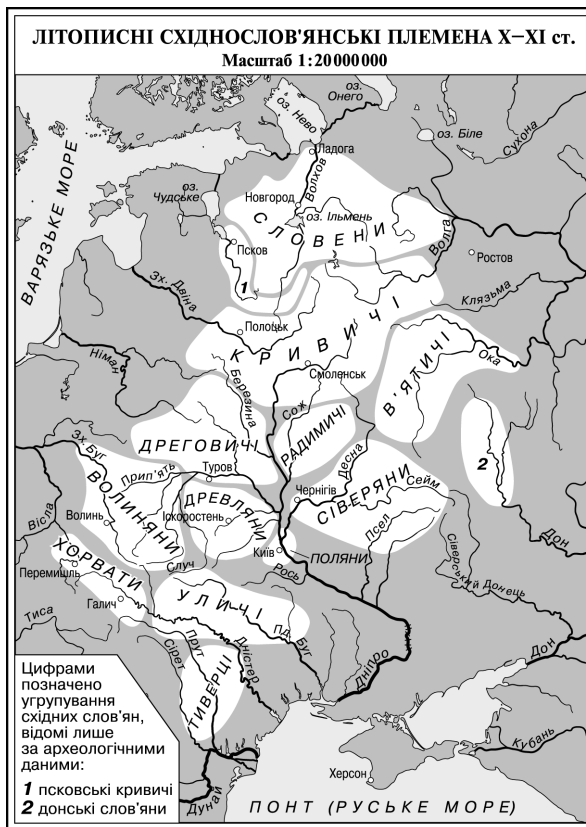 ЛІТОПИСНІ СХІДНОСЛОВ'ЯНСЬКІ ПЛЕМЕНА X–XI ст.
Масштаб 1:20000000
оз. Онего
оз. Нево
оз. Біле
Сухона
Ладога
Волхов
ВАРЯЗЬКЕ МОРЕ
оз. Чудське
Новгород
оз. Ільмень
СЛОВЕНИ
Псков
Волга
Ростов
1
Зх. Двіна
Клязьма
Полоцьк
КРИВИЧІ
Смоленськ
Ока
В'ЯТИЧІ
Німан
Березина
Сож
РАДИМИЧІ
ДРЕГОВИЧІ
Десна
2
Зх. Буг
Прип'ять
Туров
Чернігів
Сейм
СІВЕРЯНИ
ВОЛИНЯНИ
ДРЕВЛЯНИ
Іскоростень
Волинь
Псел
Вісла
Київ
ПОЛЯНИ
Дон
ХОРВАТИ
Случ
Рось
Сіверський Донець
Перемишль
Галич
УЛИЧІ
Тиса
Пд. Буг
Сірет
Прут
Дністер
Дніпро
Дон
ТИВЕРЦІ
Кубань
Херсон
Дунай
ПОНТ (РУСЬКЕ МОРЕ)
Цифрами
позначено
угрупування
східних слов'ян,
відомі лише
за археологічними
даними:
1 псковські кривичі
2 донські слов'яни